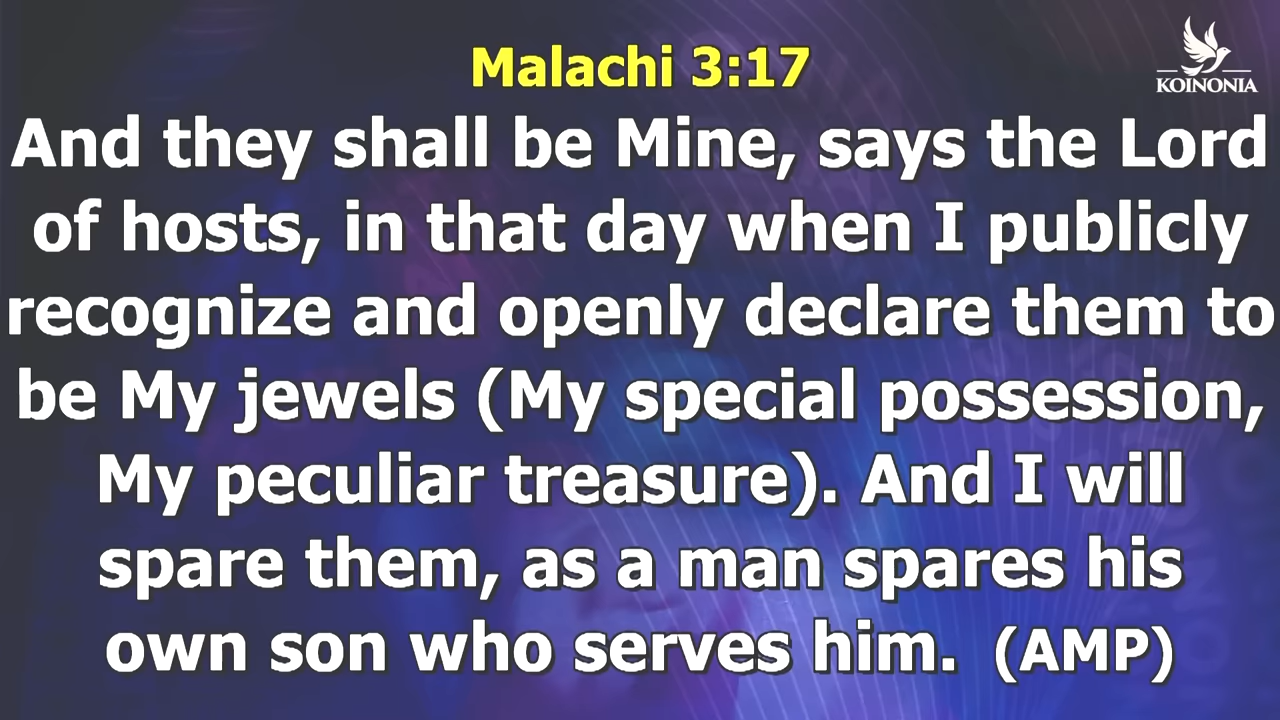 Malachi 3:17
KOINONIA
And they shall be Mine, says the Lord
of hosts, in that day when I publicly
recognize and openly declare them to
be My jewels (My special possession,
My peculiar treasure). And I will
spare them, as a man spares his
own son who serves him. (AMP)